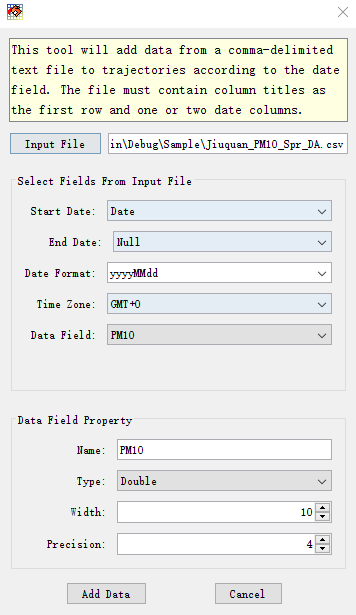 This tool will add data from a comma-delimited
text file to trajectories according to the date
field. The file must contain column titles as
the first row and one or two date columns.
Input File in\Debug\Sample\Jiuquan_PM10_Spr_DA.csv
Select Fields From Input File
Start Date: Date
End Date: Null
Date Format: yyyyMMdd
Time Zone: GMT+0
Data Field: PM10
Data Field Property
Name: PM10
Type: Double
Width: 10
Precision: 4
Add Data Cancel